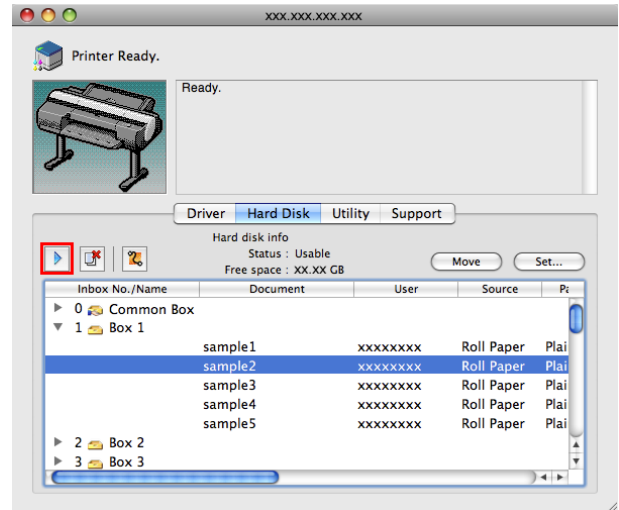 xxx.xxx.xxx.xxx
Printer Ready.
Ready.
Driver Hard Disk Utility Support
Hard disk info
Status : Usable
Free space : XX.XX GB
Move Set...
Inbox No./Name Document User Source Pa
0 Common Box
1 Box 1
sample1 xxxxxxxx Roll Paper Plai
sample2 xxxxxxxx Roll Paper Plai
sample3 xxxxxxxx Roll Paper Plai
sample4 xxxxxxxx Roll Paper Plai
sample5 xxxxxxxx Roll Paper Plai
2 Box 2
3 Box 3